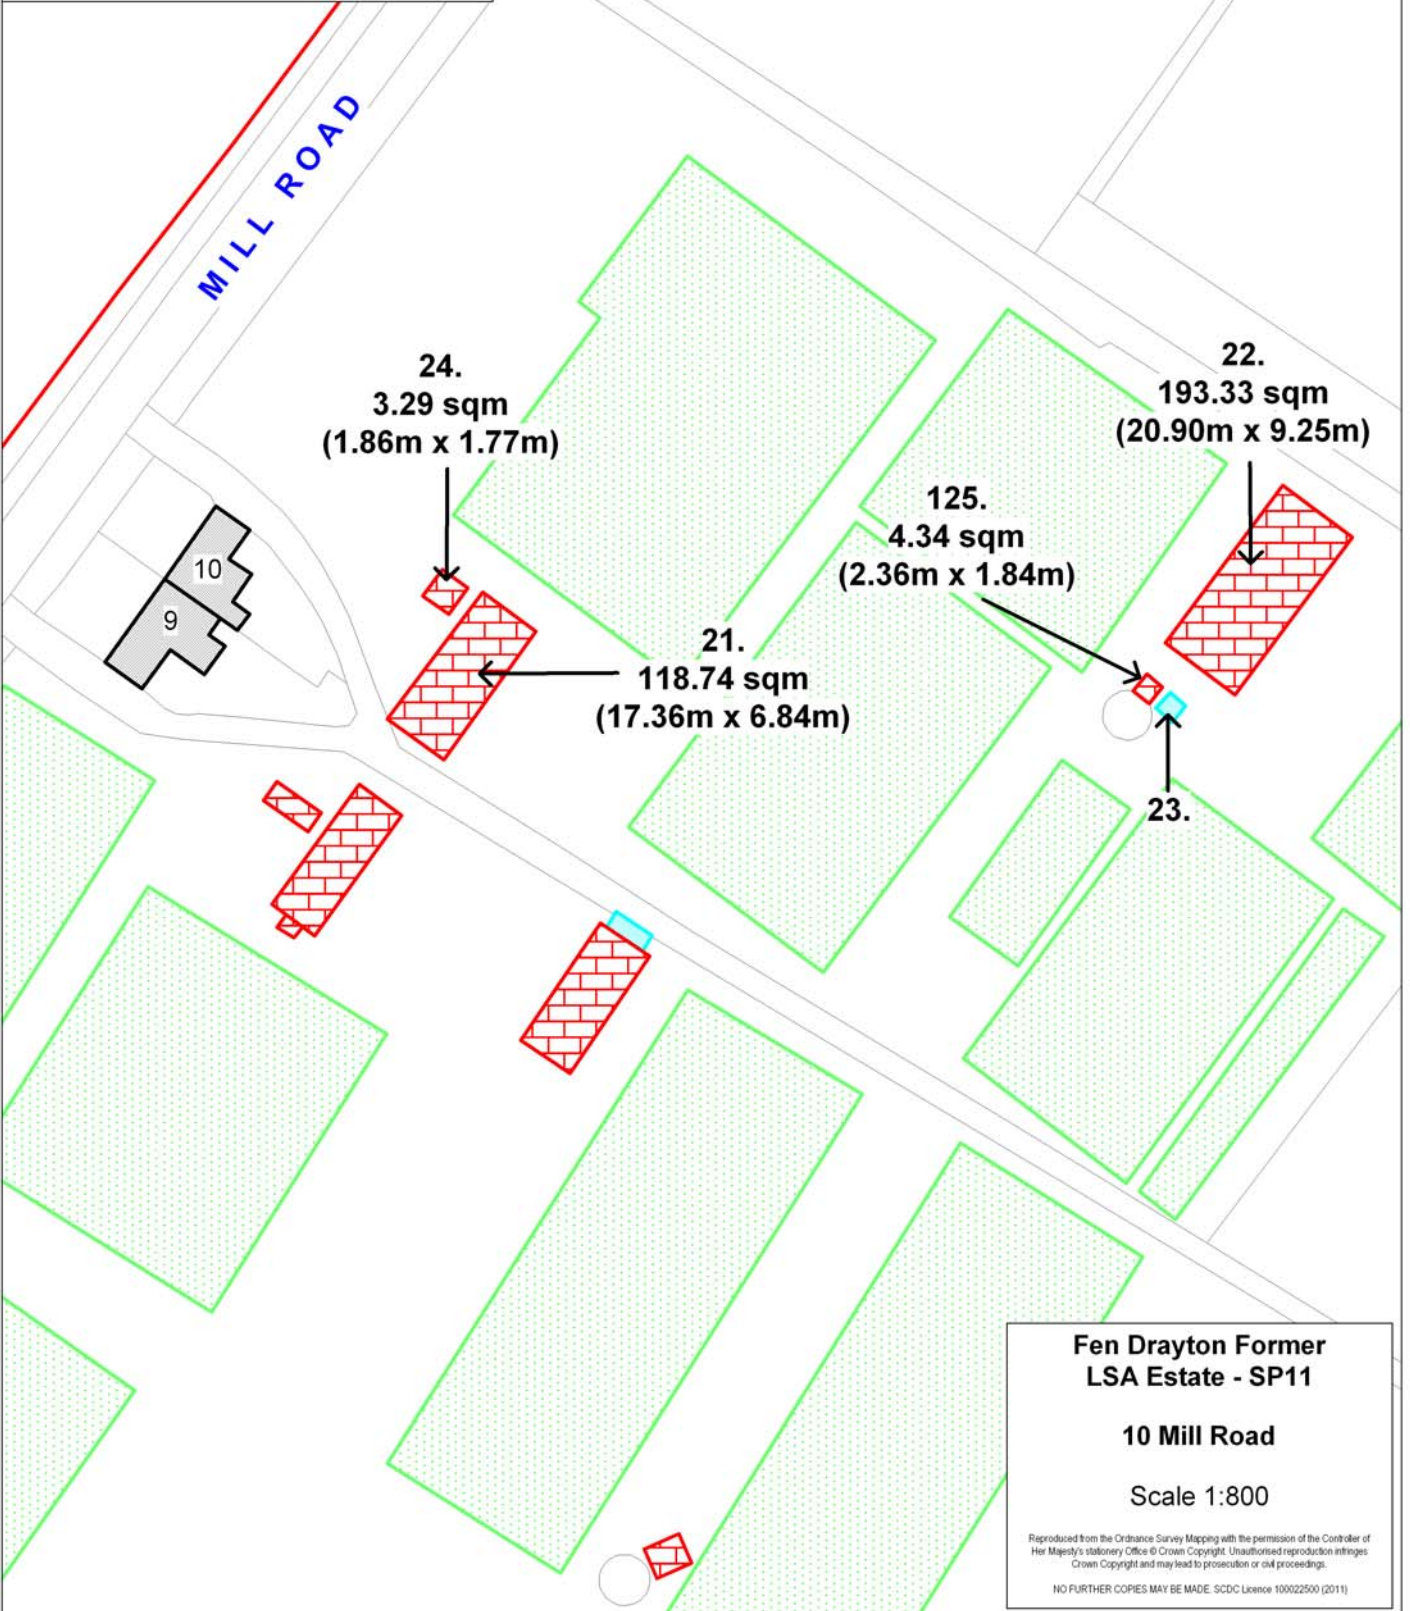 MILL ROAD
24.
3.29 sqm
(1.86m x 1.77m)
22.
193.33 sqm
(20.90m x 9.25m)
125.
4.34 sqm
(2.36m x 1.84m)
10
9
21.
118.74 sqm
(17.36m x 6.84m)
23.
Fen Drayton Former
LSA Estate - SP11
10 Mill Road
Scale 1:800
Reproduced from the Ordnance Survey Mapping with the permission of the Controller of
Her Majesty's stationery Office © Crown Copyright. Unauthorised reproduction infringes
Crown Copyright and may lead to prosecution or civil proceedings.
NO FURTHER COPIES MAY BE MADE. SCDC Licence 100022500 (2011)